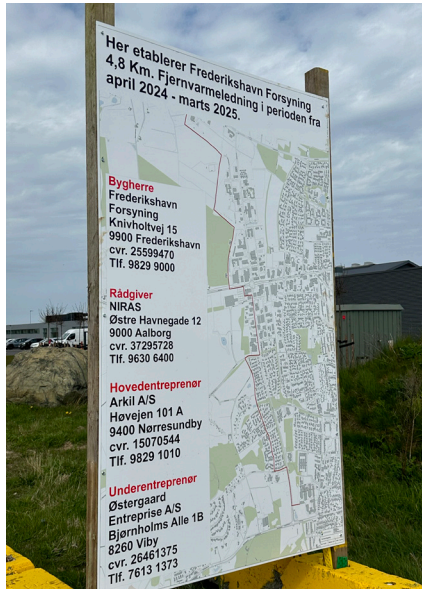 Her etablerer Frederikshavn Forsyning
4,8 Km. Fjernvarmeledning i perioden fra
april 2024 - marts 2025.
Bygherre
Frederikshavn
Forsyning
Knivholtvej 15
9900 Frederikshavn
cvr. 25599470
Tlf. 9829 9000
Rådgiver
NIRAS
Østre Havnegade 12
9000 Aalborg
cvr. 37295728
Tlf. 9630 6400
Hovedentreprenør
Arkil A/S
Høvejen 101 A
9400 Nørresundby
cvr. 15070544
Tlf. 9829 1010
Underentreprenør
Østergaard
Entreprise A/S
Bjørnholms Alle 1B
8260 Viby
cvr. 26461375
Tlf. 7613 1373